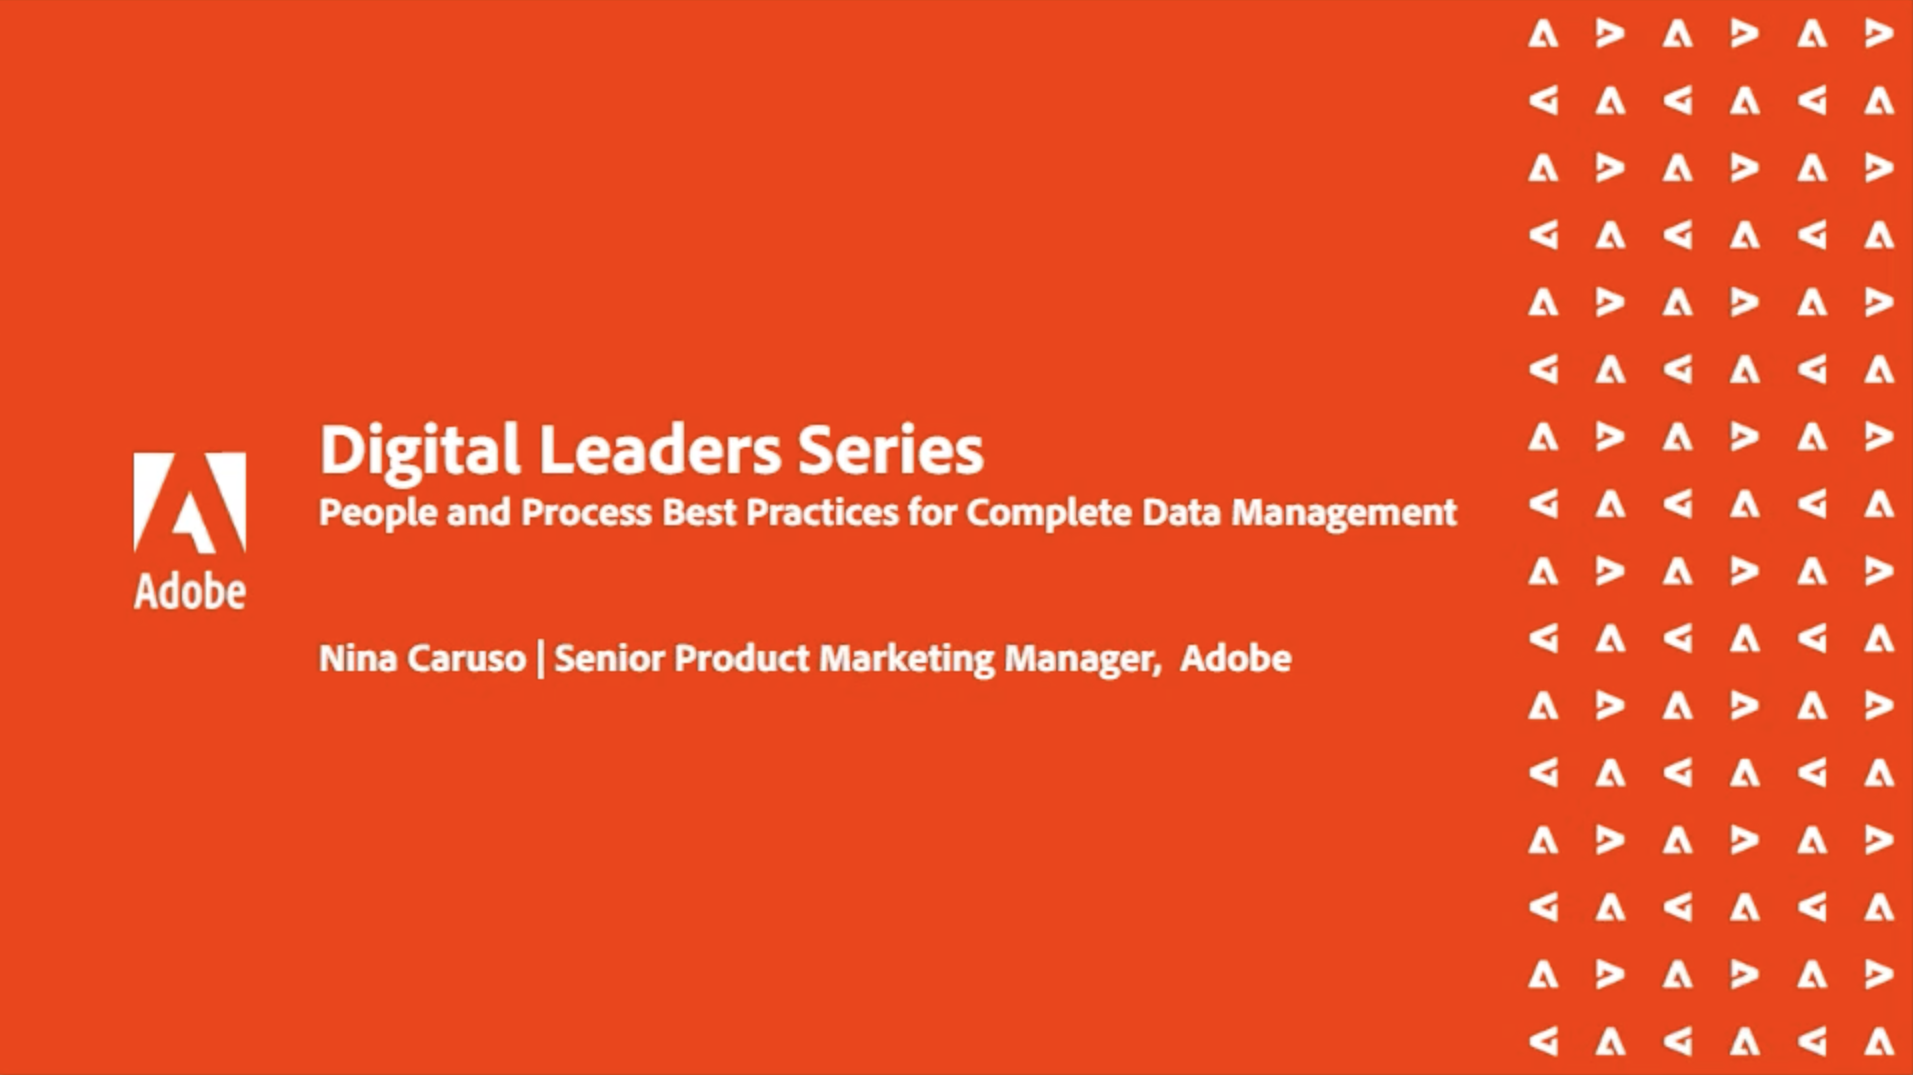 Digital Leaders Series
People and Process Best Practices for Complete Data Management
Adobe
Nina Caruso | Senior Product Marketing Manager,  Adobe